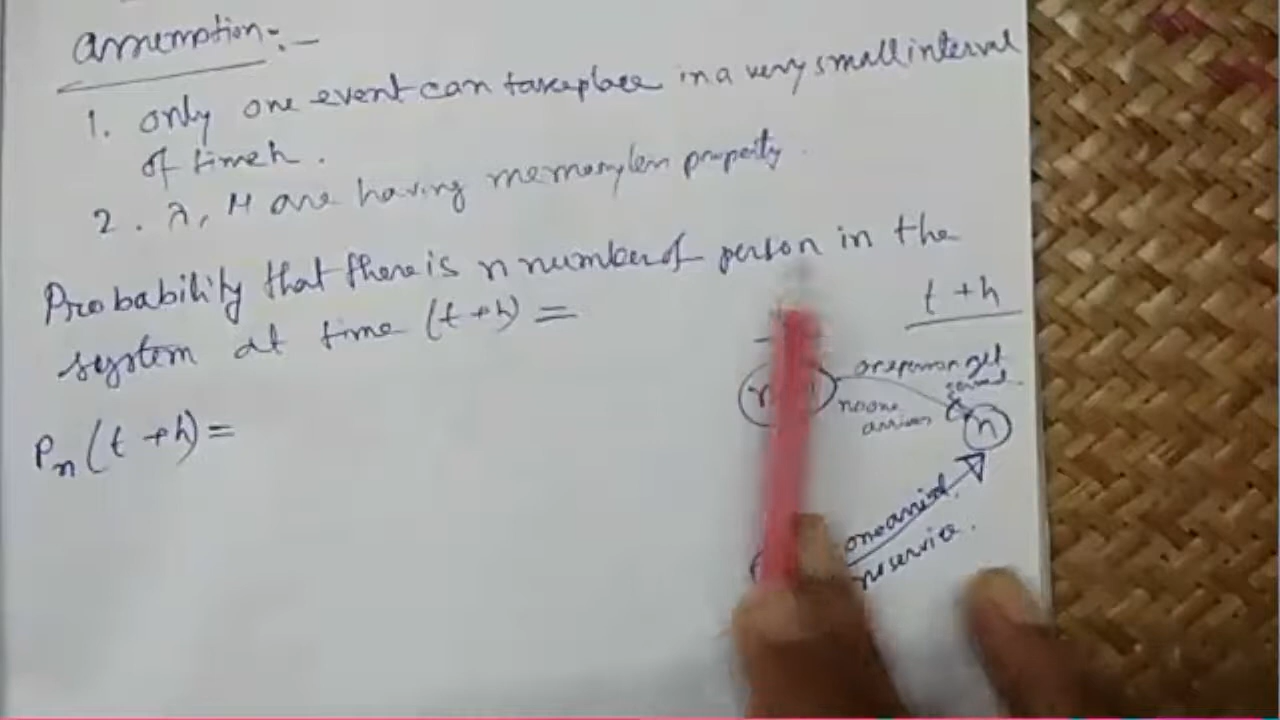 assumption:-
1. only one event can takeplace in a very small interval
of time h.
2. λ, μ are having memoryless property.
Probability that there is n number of person in the
system at time (t+h) =
t+h
one person get
served.
no one
arrives
n
Pn(t+h)=
one arrival.
no service.